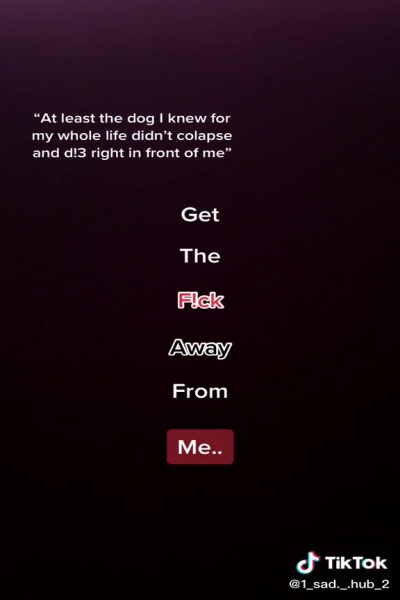 “At least the dog I knew for
my whole life didn’t colapse
and d!3 right in front of me”
Get
The
F!ck
Away
From
Me..
TikTok
@1_sad._.hub_2